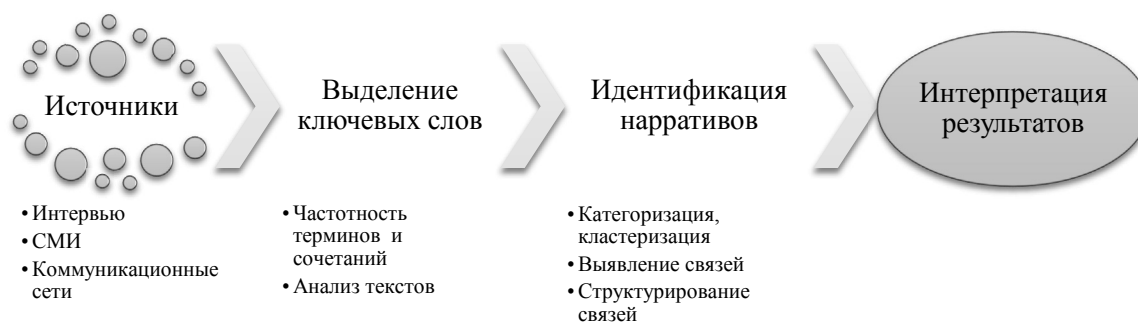 Источники
Выделение
ключевых слов
Идентификация
нарративов
Интерпретация
результатов
• Интервью
• СМИ
• Коммуникационные
сети
• Частотность
терминов и
сочетаний
• Анализ текстов
• Категоризация,
кластеризация
• Выявление связей
• Структурирование
связей